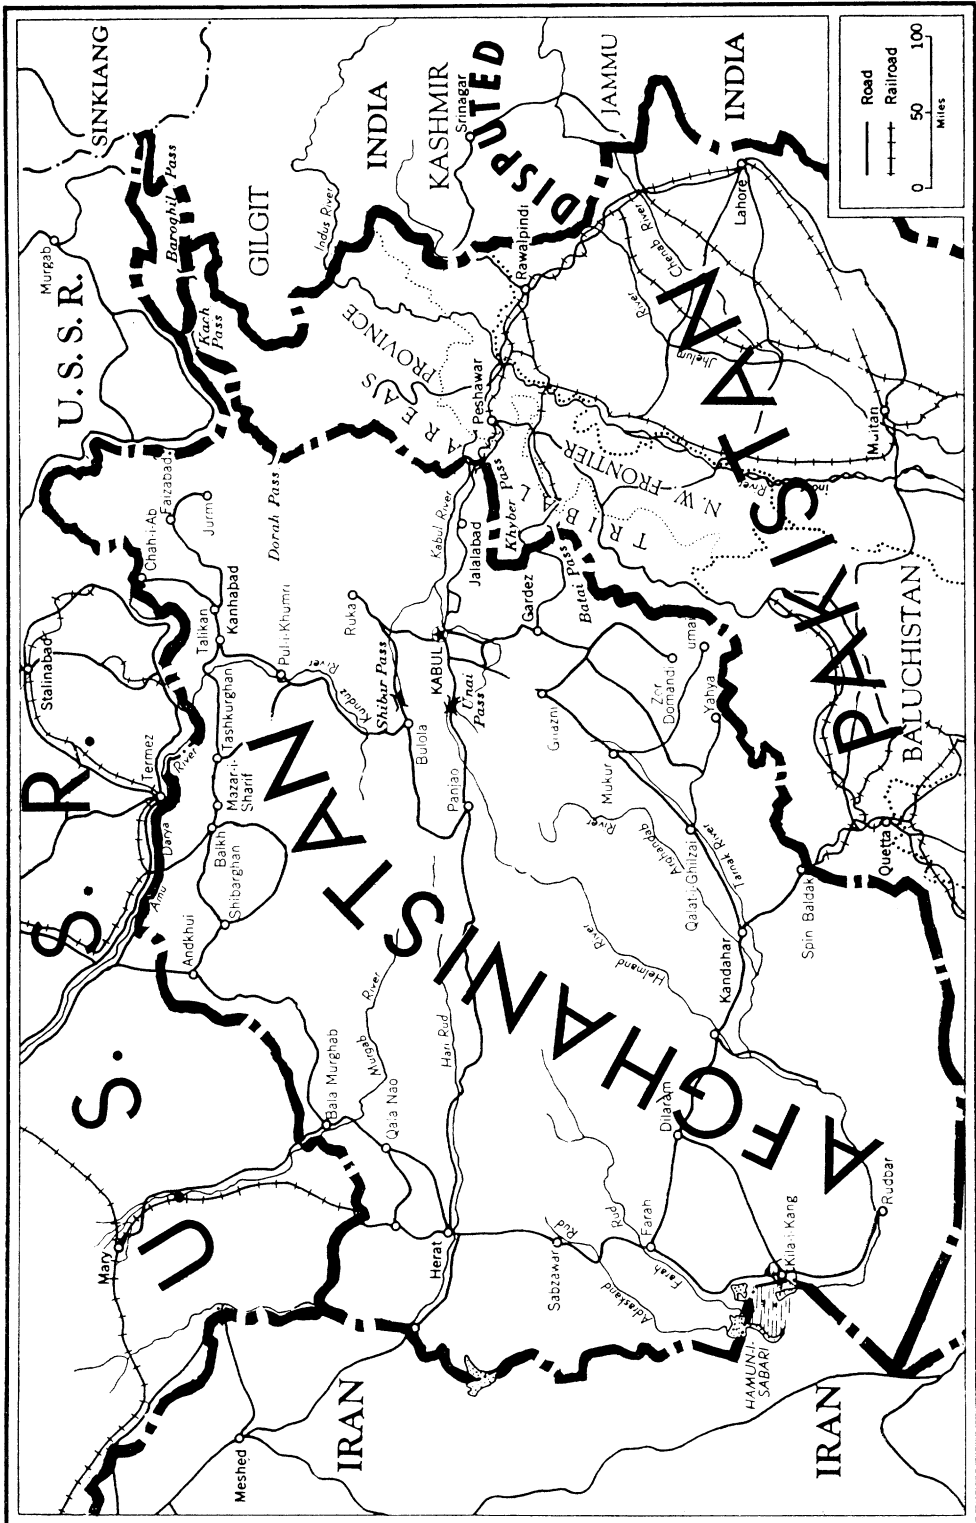 U. S. S. R.
U. S. S. R.
SINKIANG
IRAN
IRAN
AFGHANISTAN
PAKISTAN
BALUCHISTAN
GILGIT
INDIA
KASHMIR
DISPUTED
JAMMU
INDIA
N.W. FRONTIER
PROVINCE
TRIBAL
AREAS
Meshed
Mary
Herat
Qala Nao
Bala Murghab
Murgab
River
Hari Rud
Andkhui
Shibarghan
Balkh
Mazar-i-
Sharif
Tashkurghan
Termez
Amu
Darya
River
Stalinabad
Talikan
Kanhabad
Chah-i-Ab
Faizabad
Jurm
Pul-i-Khumri
Kunduz
River
Ruka
Dorah Pass
Murgab
Baroghil
Pass
Kach
Pass
Indus River
Srinagar
Rawalpindi
Peshawar
Khyber
Pass
Kabul River
Jalalabad
KABUL
Shibar Pass
Unai
Pass
Bulola
Panjao
Gardez
Batai Pass
Ghazni
Zor
Domandi
Yahya
Mukur
Arghandab
River
Qalat-i-Ghilzai
Tarnak River
Helmand
River
Kandahar
Spin Baldak
Quetta
Multan
River
Jhelum
River
Chenab River
Lahore
Sabzawar
Rud
Adraskand
Farah
Rud
Farah
Dilaram
Kila-i-Kang
Rudbar
HAMUN-I-
SABARI
Road
Railroad
0 50 100
Miles